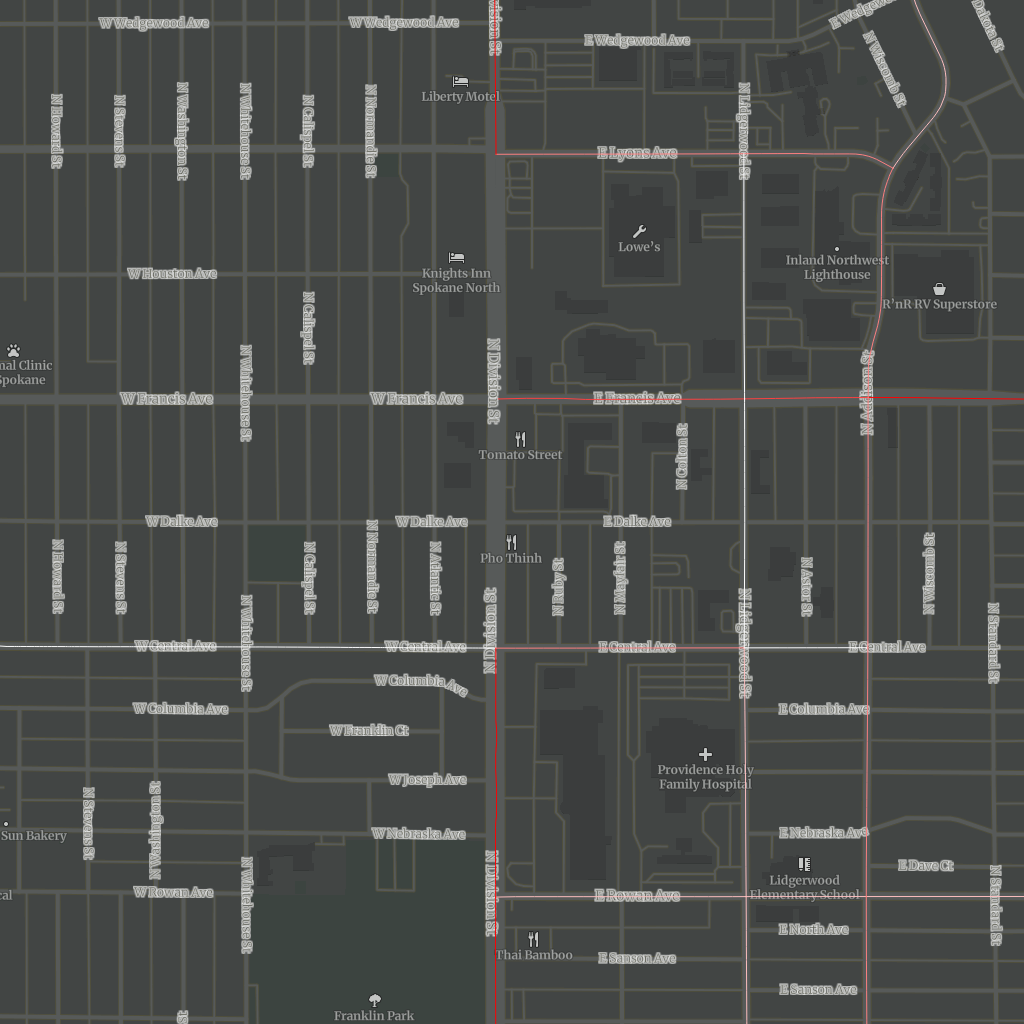 W Wedgewood Ave
W Wedgewood Ave
Division St
E Wedgewood Ave
E Wedgewood
Dakota St
N Wiscomb St
Liberty Motel
N Howard St
N Stevens St
N Washington St
N Whitehouse St
N Calispel St
N Normandie St
N Lidgerwood St
E Lyons Ave
Lowe's
Inland Northwest
Lighthouse
W Houston Ave
Knights Inn
Spokane North
R'nR RV Superstore
N Calispel St
nal Clinic
Spokane
N Whitehouse St
N Division St
N Addison St
W Francis Ave
W Francis Ave
E Francis Ave
Tomato Street
N Colton St
W Dalke Ave
W Dalke Ave
E Dalke Ave
Pho Thinh
N Howard St
N Stevens St
N Calispel St
N Normandie St
N Atlantic St
N Ruby St
N Mayfair St
N Astor St
N Wiscomb St
N Whitehouse St
N Division St
N Lidgerwood St
N Standard St
W Central Ave
W Central Ave
E Central Ave
E Central Ave
W Columbia Ave
W Columbia Ave
E Columbia Ave
W Franklin Ct
Providence Holy
Family Hospital
W Joseph Ave
N Stevens St
N Washington St
Sun Bakery
W Nebraska Ave
E Nebraska Ave
N Whitehouse St
N Division St
E Dave Ct
Lidgerwood
Elementary School
N Standard St
cal
W Rowan Ave
E Rowan Ave
E North Ave
Thai Bamboo
E Sanson Ave
E Sanson Ave
Franklin Park
St